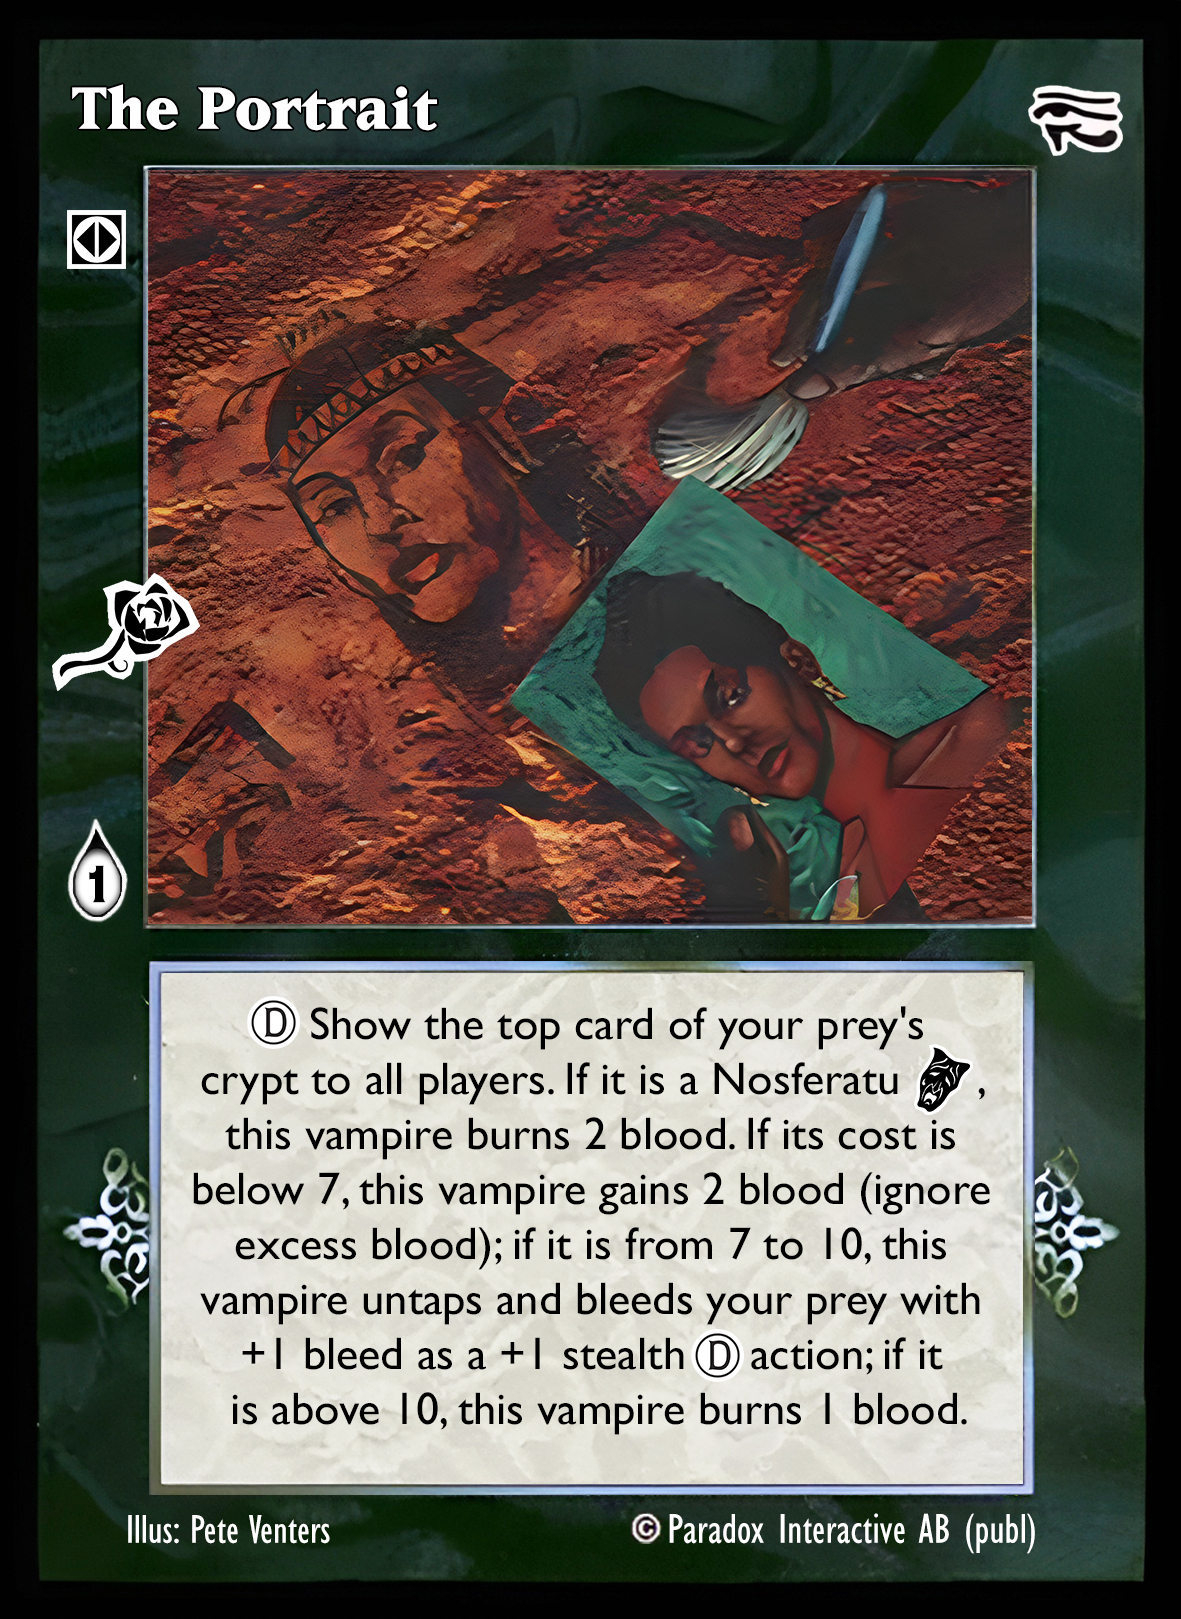 The Portrait
1
Ⓓ Show the top card of your prey's
crypt to all players. If it is a Nosferatu ,
this vampire burns 2 blood. If its cost is
below 7, this vampire gains 2 blood (ignore
excess blood); if it is from 7 to 10, this
vampire untaps and bleeds your prey with
+1 bleed as a +1 stealth Ⓓ action; if it
is above 10, this vampire burns 1 blood.
Illus: Pete Venters
© Paradox Interactive AB (publ)